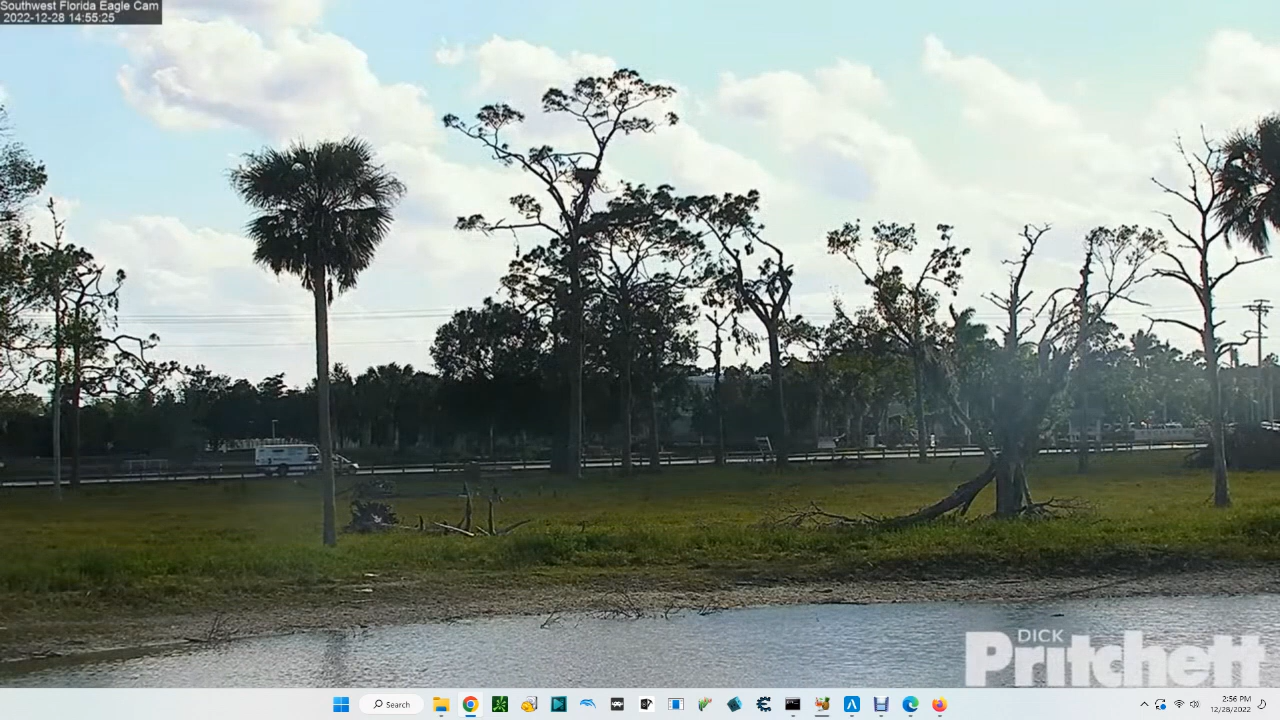 Southwest Florida Eagle Cam
2022-12-28 14:55:25
DICK
Pritchett
Search
2:56 PM
12/28/2022